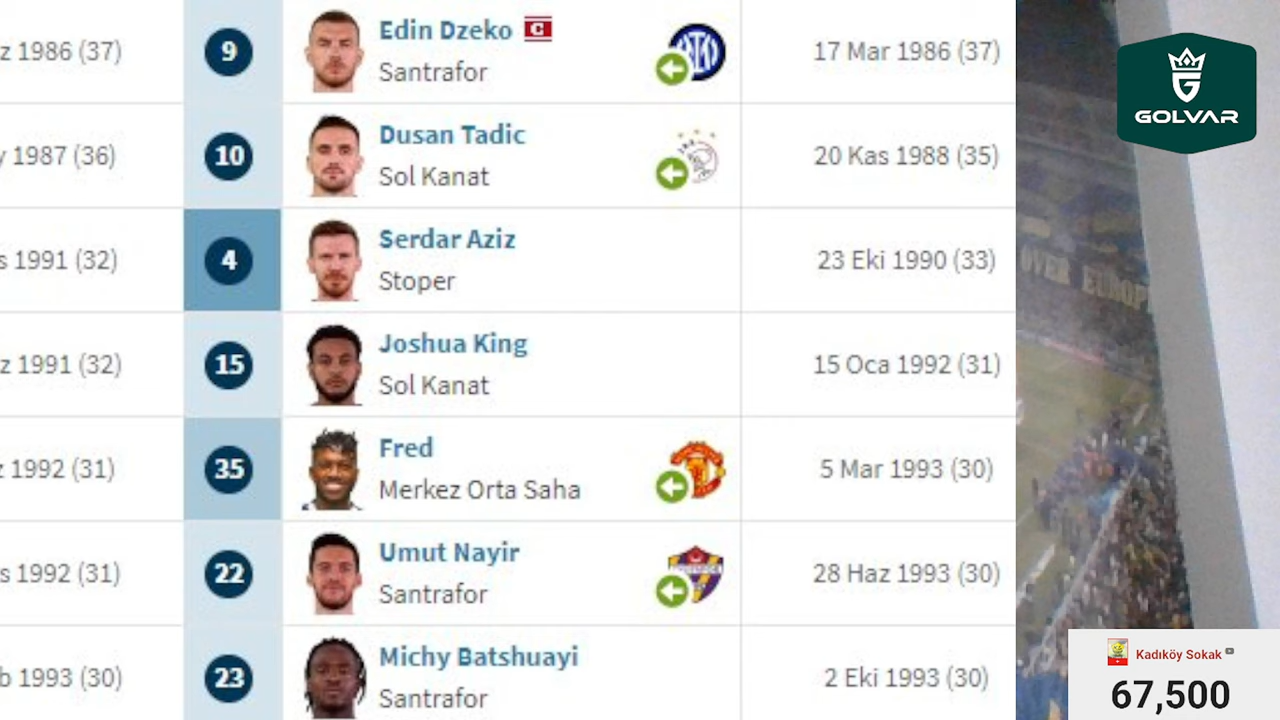 z 1986 (37)
9
Edin Dzeko C
Santrafor
17 Mar 1986 (37)
y 1987 (36)
10
Dusan Tadic
Sol Kanat
20 Kas 1988 (35)
s 1991 (32)
4
Serdar Aziz
Stoper
23 Eki 1990 (33)
z 1991 (32)
15
Joshua King
Sol Kanat
15 Oca 1992 (31)
z 1992 (31)
35
Fred
Merkez Orta Saha
5 Mar 1993 (30)
s 1992 (31)
22
Umut Nayir
Santrafor
28 Haz 1993 (30)
b 1993 (30)
23
Michy Batshuayi
Santrafor
2 Eki 1993 (30)
GOLVAR
OVER EUROP
Kadıköy Sokak
67,500